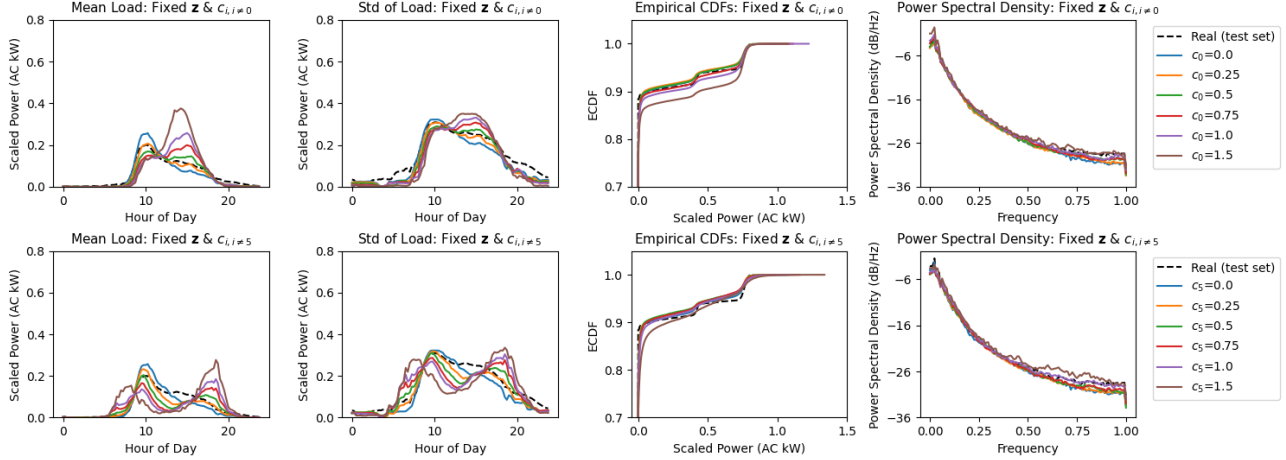 Mean Load: Fixed z & c_{i, i≠0}
Scaled Power (AC kW)
0.8
0.6
0.4
0.2
0.0
0 10 20
Hour of Day
Std of Load: Fixed z & c_{i, i≠0}
Scaled Power (AC kW)
0.8
0.6
0.4
0.2
0.0
0 10 20
Hour of Day
Empirical CDFs: Fixed z & c_{i, i≠0}
ECDF
1.0
0.9
0.8
0.7
0.0 0.5 1.0 1.5
Scaled Power (AC kW)
Power Spectral Density: Fixed z & c_{i, i≠0}
Power Spectral Density (dB/Hz)
−6
−16
−26
−36
0.00 0.25 0.50 0.75 1.00
Frequency
Real (test set)
c₀=0.0
c₀=0.25
c₀=0.5
c₀=0.75
c₀=1.0
c₀=1.5
Mean Load: Fixed z & c_{i, i≠5}
Scaled Power (AC kW)
0.8
0.6
0.4
0.2
0.0
0 10 20
Hour of Day
Std of Load: Fixed z & c_{i, i≠5}
Scaled Power (AC kW)
0.8
0.6
0.4
0.2
0.0
0 10 20
Hour of Day
Empirical CDFs: Fixed z & c_{i, i≠5}
ECDF
1.0
0.9
0.8
0.7
0.0 0.5 1.0 1.5
Scaled Power (AC kW)
Power Spectral Density: Fixed z & c_{i, i≠5}
Power Spectral Density (dB/Hz)
−6
−16
−26
−36
0.00 0.25 0.50 0.75 1.00
Frequency
Real (test set)
c₅=0.0
c₅=0.25
c₅=0.5
c₅=0.75
c₅=1.0
c₅=1.5